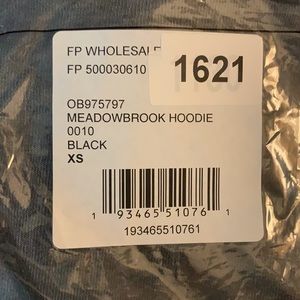 FP WHOLESALE
FP 500030610
1621
OB975797
MEADOWBROOK HOODIE
0010
BLACK
XS
1 93465 51076 1
193465510761